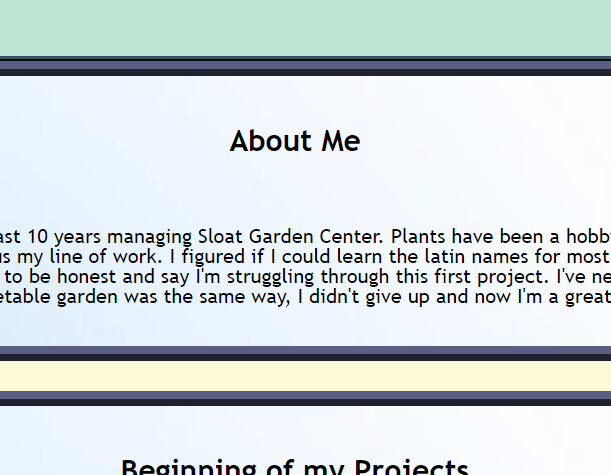 About Me
ast 10 years managing Sloat Garden Center. Plants have been a hobby
us my line of work. I figured if I could learn the latin names for most
to be honest and say I'm struggling through this first project. I've ne
etable garden was the same way, I didn't give up and now I'm a great
Beginning of my Projects